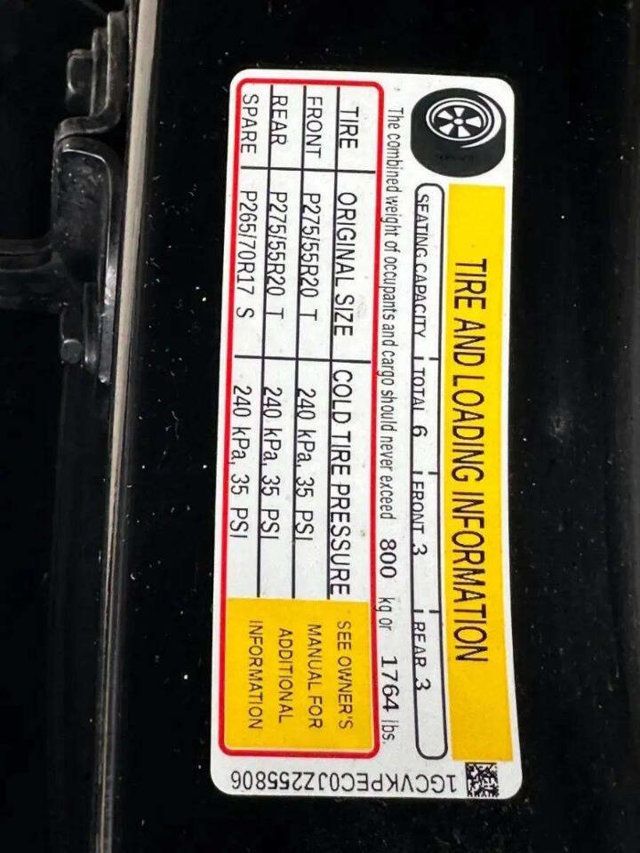 TIRE AND LOADING INFORMATION
SEATING CAPACITY TOTAL 6 FRONT 3 REAR 3
The combined weight of occupants and cargo should never exceed 800 kg or 1764 lbs.
TIRE ORIGINAL SIZE COLD TIRE PRESSURE
FRONT P275/55R20 T 240 kPa, 35 PSI
REAR P275/55R20 T 240 kPa, 35 PSI
SPARE P265/70R17 S 240 kPa, 35 PSI
SEE OWNER'S
MANUAL FOR
ADDITIONAL
INFORMATION
1GCVKPEC0JZ255806